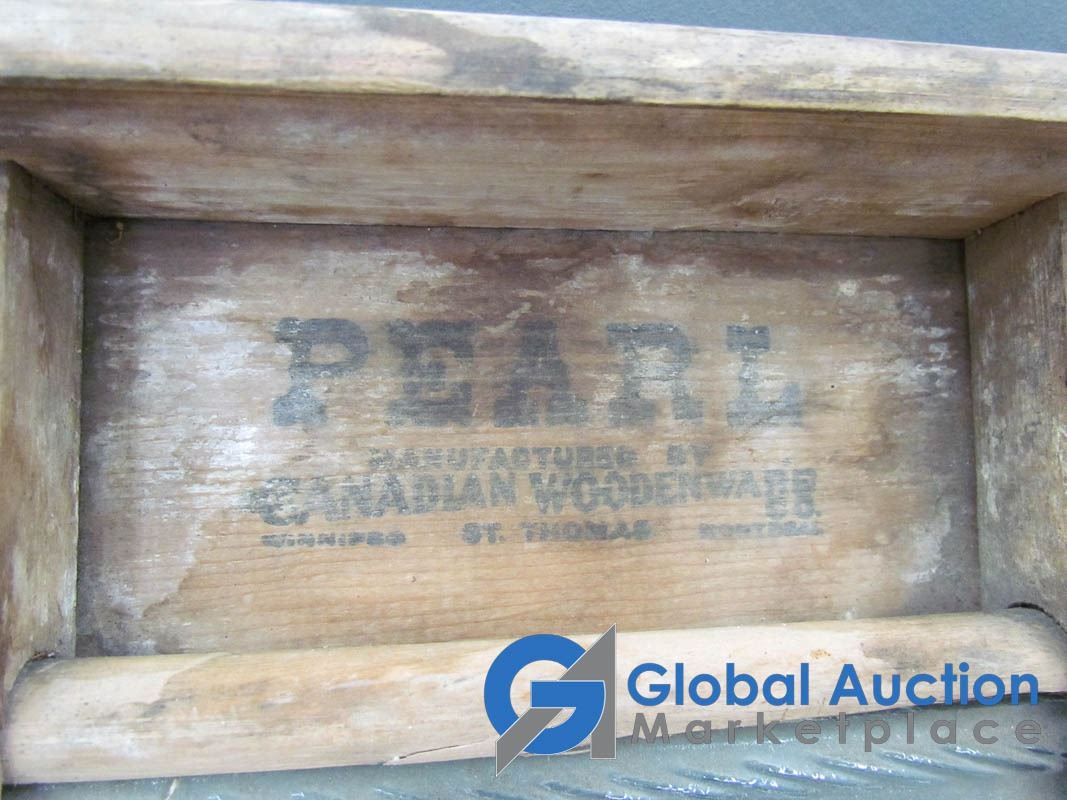 PEARL
MANUFACTURED BY
CANADIAN WOODENWARE CO.
WINNIPEG ST. THOMAS MONTREAL
Global Auction
Marketplace